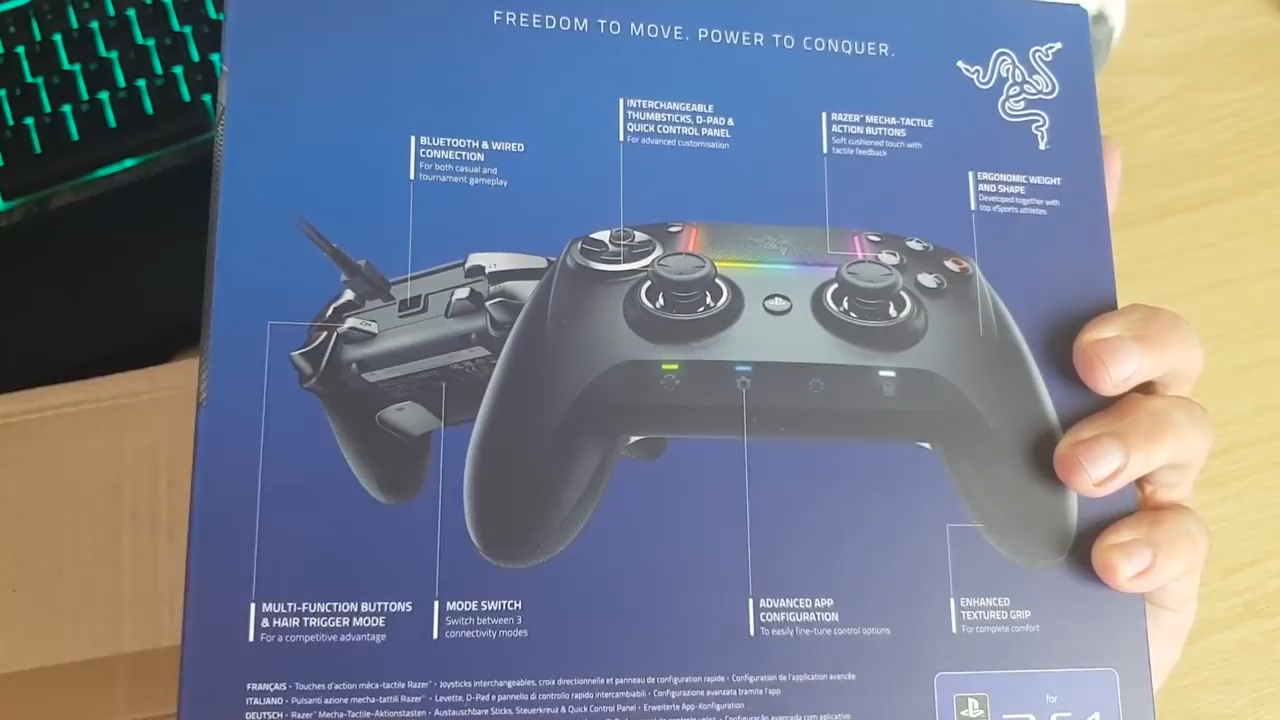 FREEDOM TO MOVE. POWER TO CONQUER.
INTERCHANGEABLE
THUMBSTICKS, D-PAD &
QUICK CONTROL PANEL
For advanced customisation
RAZER™ MECHA-TACTILE
ACTION BUTTONS
Soft cushioned touch with
tactile feedback
BLUETOOTH & WIRED
CONNECTION
For both casual and
tournament gameplay
ERGONOMIC WEIGHT
AND SHAPE
Developed together with
top eSports athletes
MULTI-FUNCTION BUTTONS
& HAIR TRIGGER MODE
For a competitive advantage
MODE SWITCH
Switch between 3
connectivity modes
ADVANCED APP
CONFIGURATION
To easily fine-tune control options
ENHANCED
TEXTURED GRIP
For complete comfort
FRANÇAIS - Touches d'action méca-tactile Razer™ • Joysticks interchangeables, croix directionnelle et panneau de configuration rapide • Configuration de l'application avancée
ITALIANO - Pulsanti azione mecha-tattili Razer™ • Levette, D-Pad e pannello di controllo rapido intercambiabili • Configurazione avanzata tramite l'app
DEUTSCH - Razer™ Mecha-Tactile-Aktionstasten • Austauschbare Sticks, Steuerkreuz & Quick Control Panel • Erweiterte App-Konfiguration
for